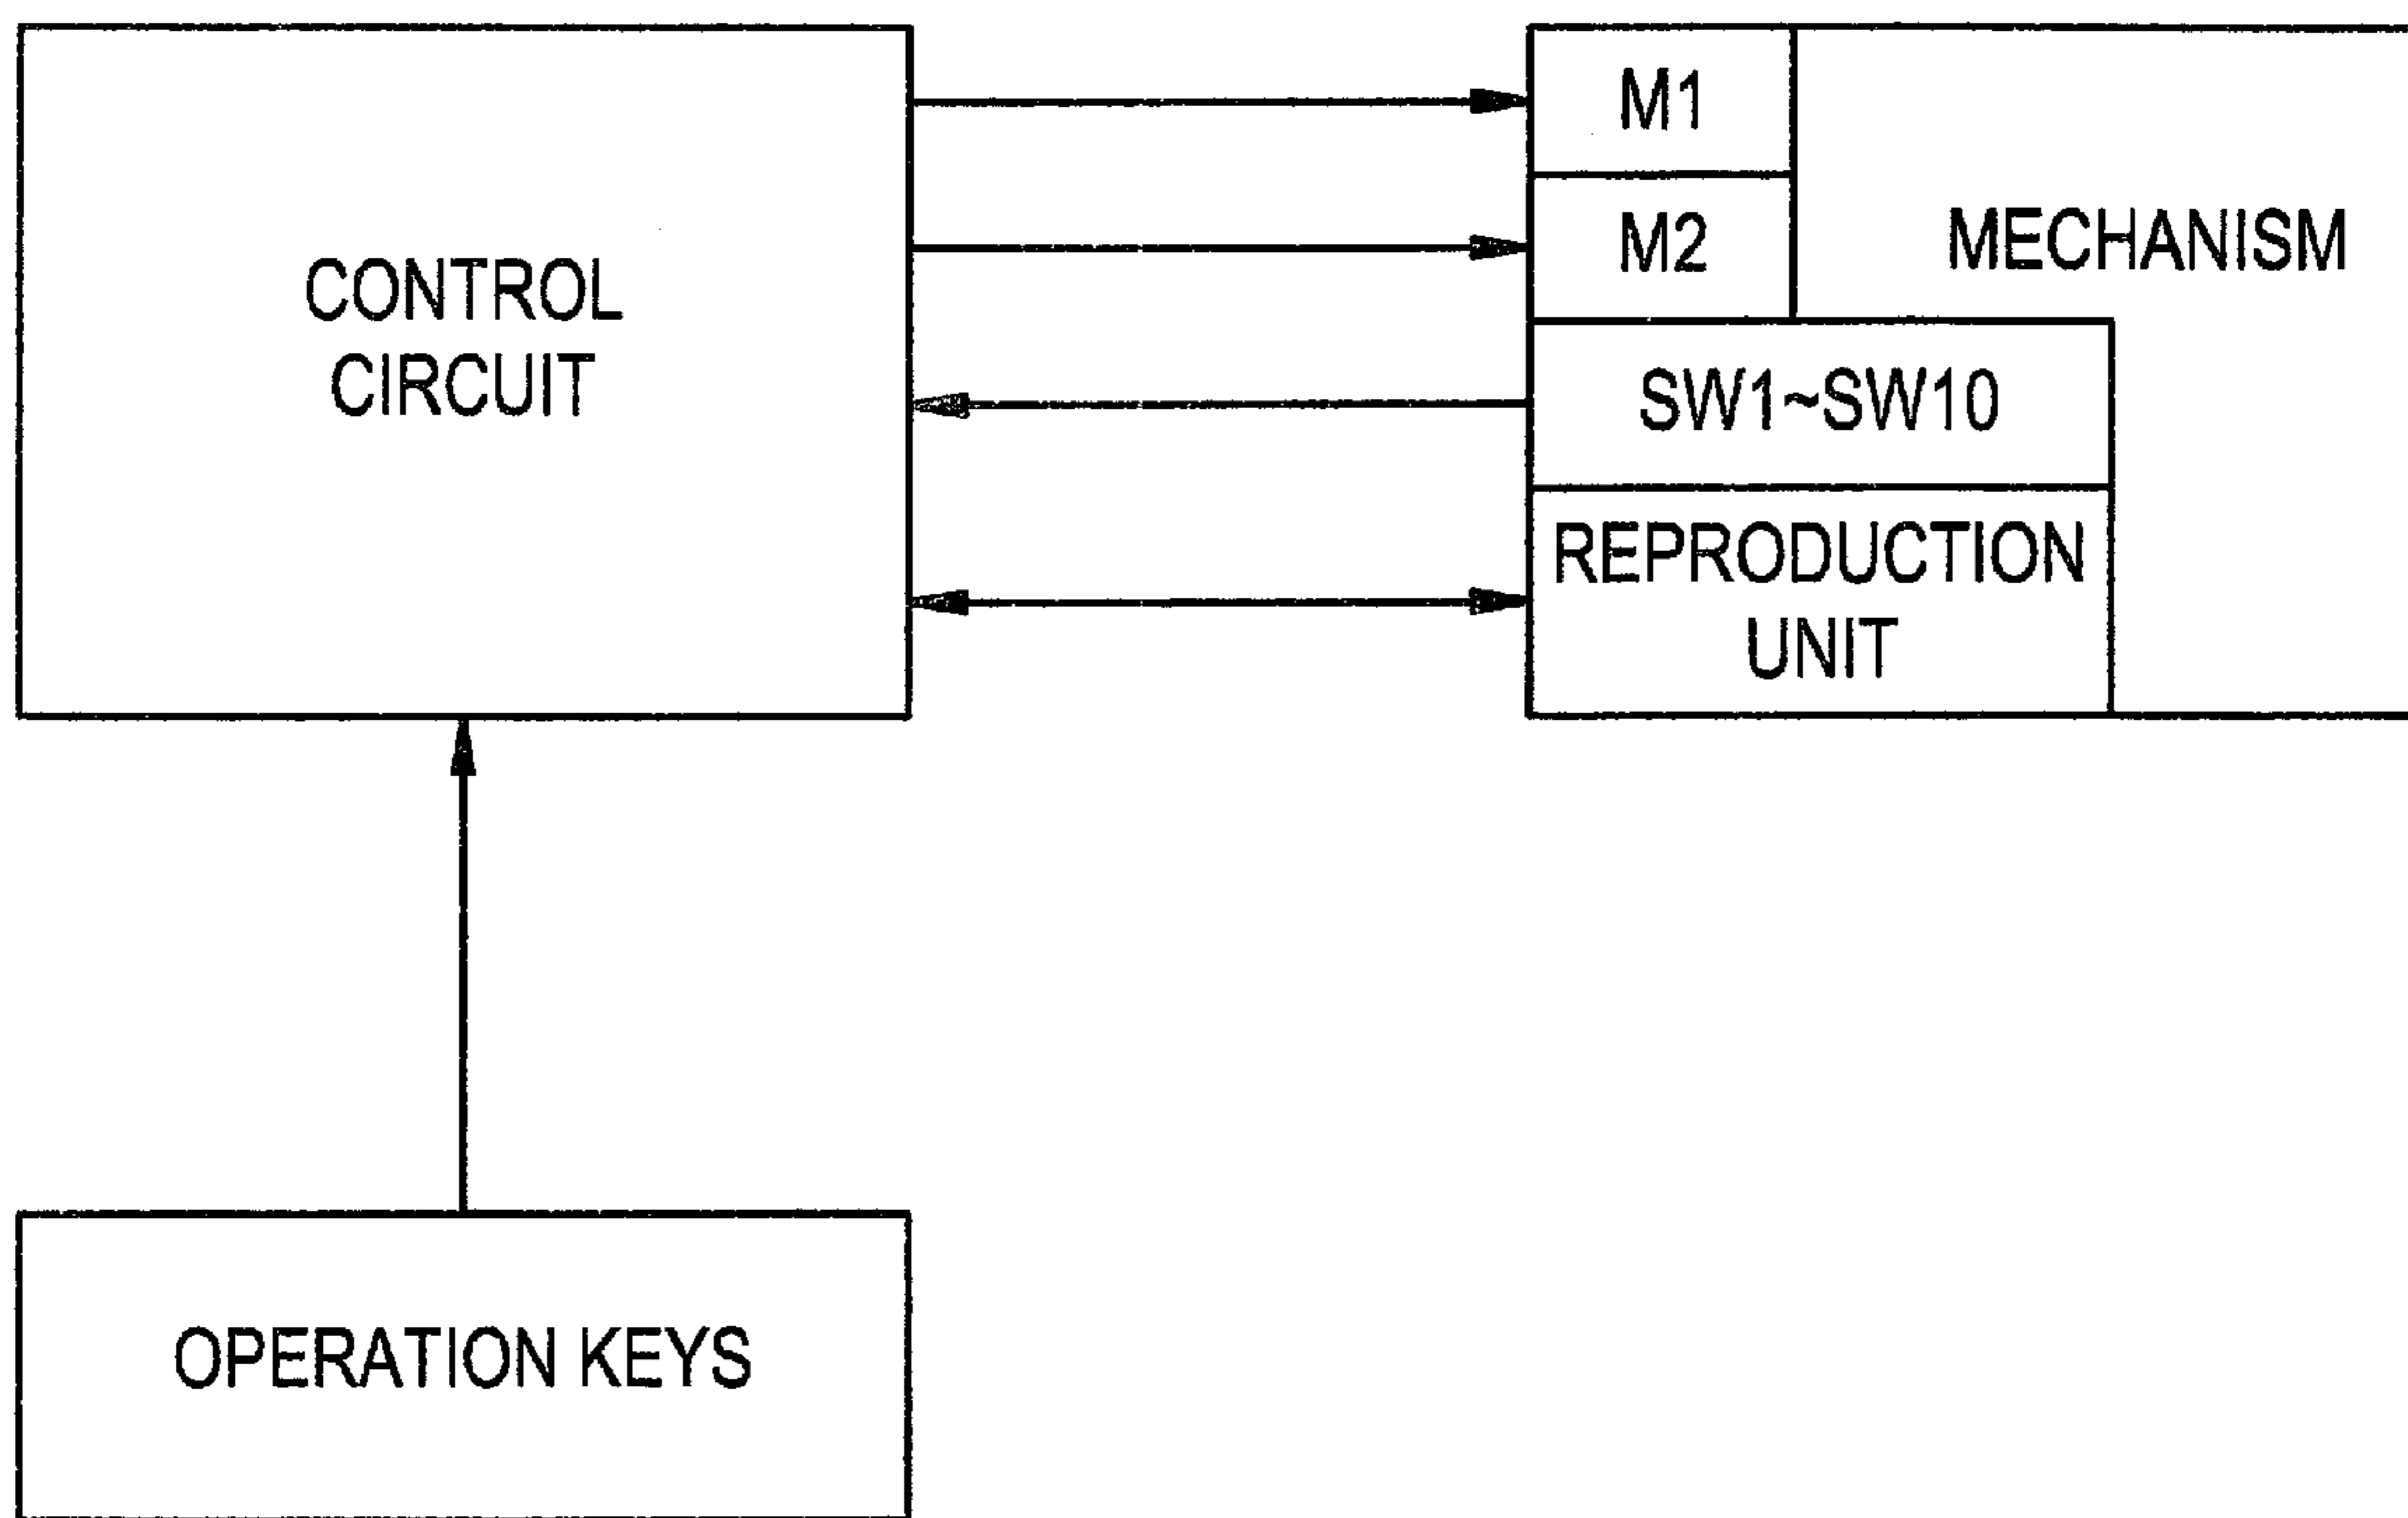 CONTROL
CIRCUIT
M1
M2
MECHANISM
SW1~SW10
REPRODUCTION
UNIT
OPERATION KEYS